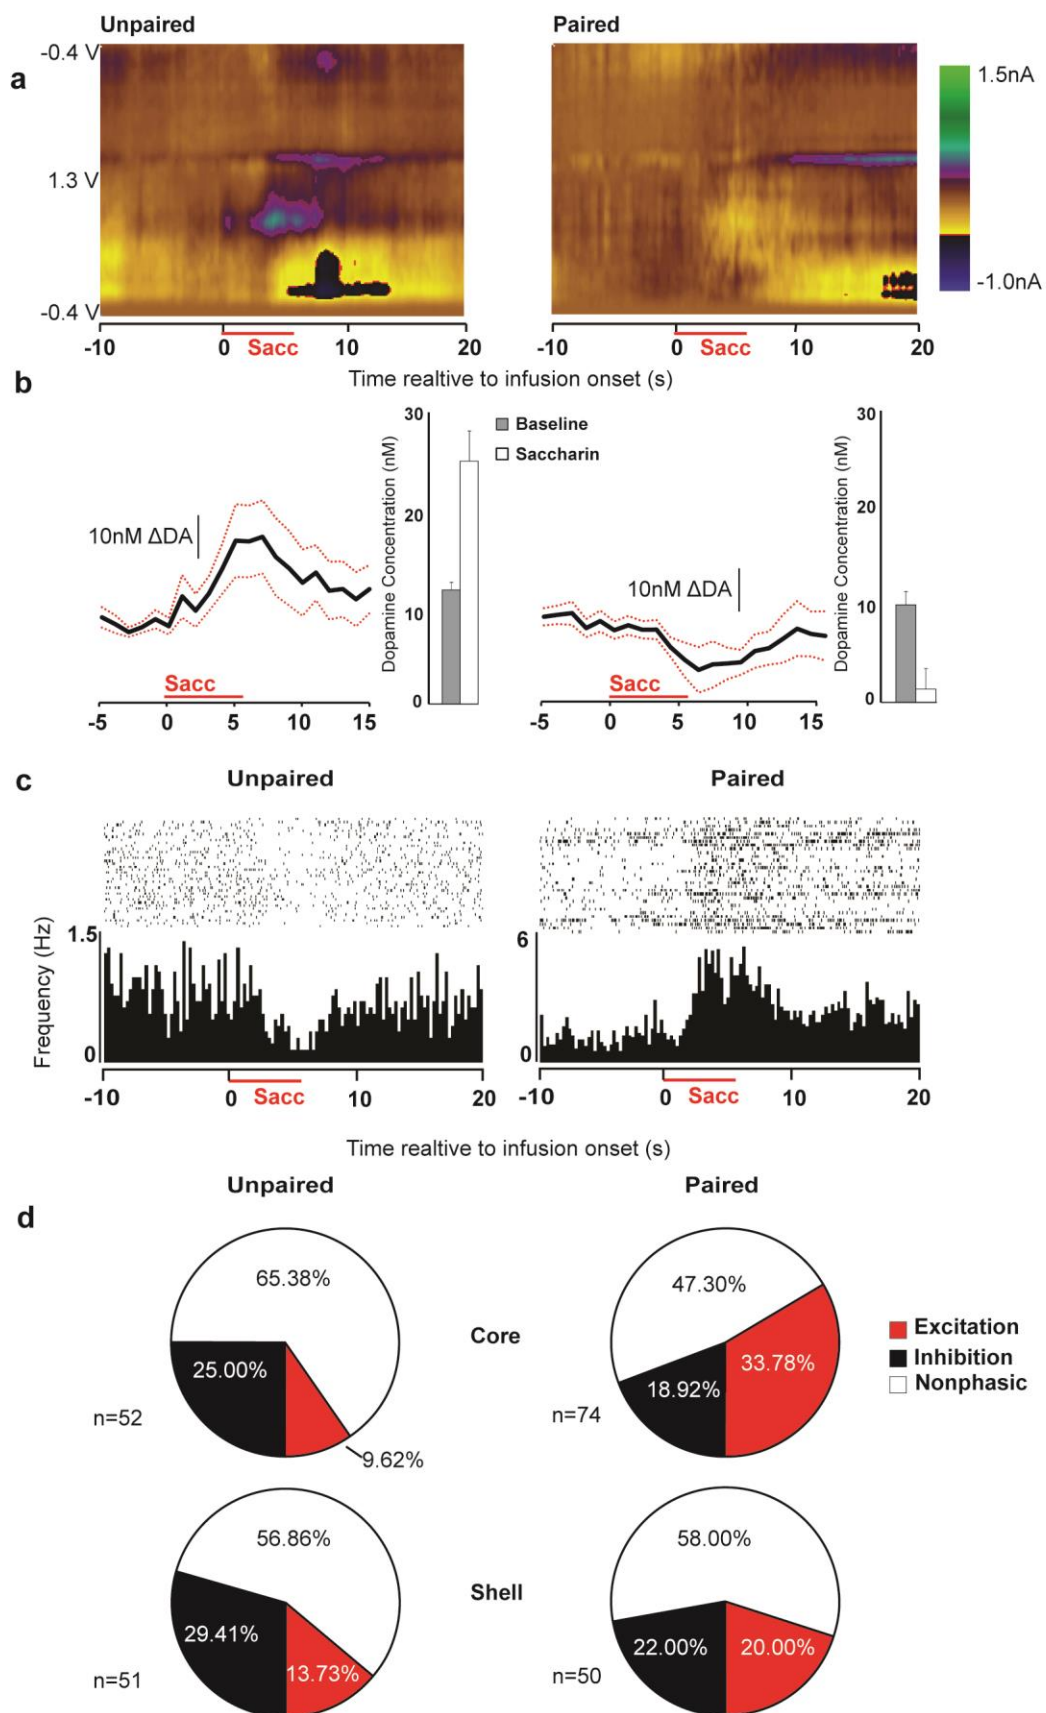 Unpaired
Paired
a
-0.4 V
1.3 V
-0.4 V
1.5nA
-1.0nA
-10 0 Sacc 10 20
-10 0 Sacc 10 20
Time realtive to infusion onset (s)
b
10nM ΔDA
Sacc
-5 0 5 10 15
Dopamine Concentration (nM)
30
20
10
0
Baseline
Saccharin
10nM ΔDA
Sacc
-5 0 5 10 15
Dopamine Concentration (nM)
30
20
10
0
c
Unpaired
Paired
Frequency (Hz)
1.5
0
6
0
-10 0 Sacc 10 20
-10 0 Sacc 10 20
Time realtive to infusion onset (s)
Unpaired
Paired
d
65.38%
25.00%
9.62%
n=52
Core
47.30%
18.92%
33.78%
n=74
Excitation
Inhibition
Nonphasic
56.86%
29.41%
13.73%
n=51
Shell
58.00%
22.00%
20.00%
n=50